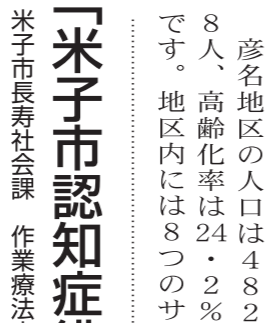 彦名地区の人口は４８２
８人、高齢化率は24・2％
です。地区内には８つのサ
「米子市認知症
米子市長寿社会課　作業療法